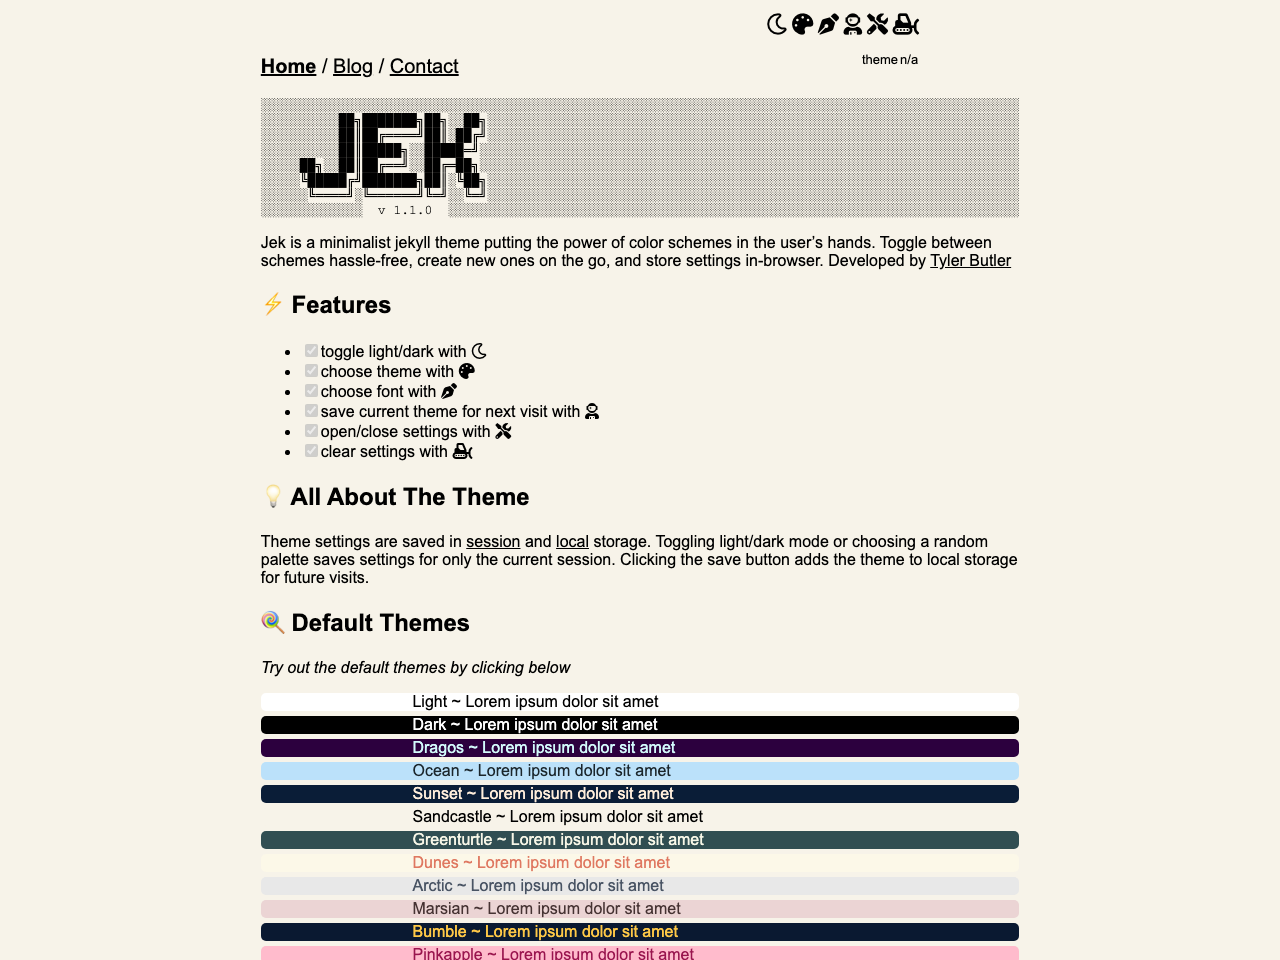 Home / Blog / Contact
theme n/a
JEK
v 1.1.0
Jek is a minimalist jekyll theme putting the power of color schemes in the user’s hands. Toggle between
schemes hassle-free, create new ones on the go, and store settings in-browser. Developed by Tyler Butler
⚡ Features
toggle light/dark with
choose theme with
choose font with
save current theme for next visit with
open/close settings with
clear settings with
💡 All About The Theme
Theme settings are saved in session and local storage. Toggling light/dark mode or choosing a random
palette saves settings for only the current session. Clicking the save button adds the theme to local storage
for future visits.
🍭 Default Themes
Try out the default themes by clicking below
Light ~ Lorem ipsum dolor sit amet
Dark ~ Lorem ipsum dolor sit amet
Dragos ~ Lorem ipsum dolor sit amet
Ocean ~ Lorem ipsum dolor sit amet
Sunset ~ Lorem ipsum dolor sit amet
Sandcastle ~ Lorem ipsum dolor sit amet
Greenturtle ~ Lorem ipsum dolor sit amet
Dunes ~ Lorem ipsum dolor sit amet
Arctic ~ Lorem ipsum dolor sit amet
Marsian ~ Lorem ipsum dolor sit amet
Bumble ~ Lorem ipsum dolor sit amet
Pinkapple ~ Lorem ipsum dolor sit amet